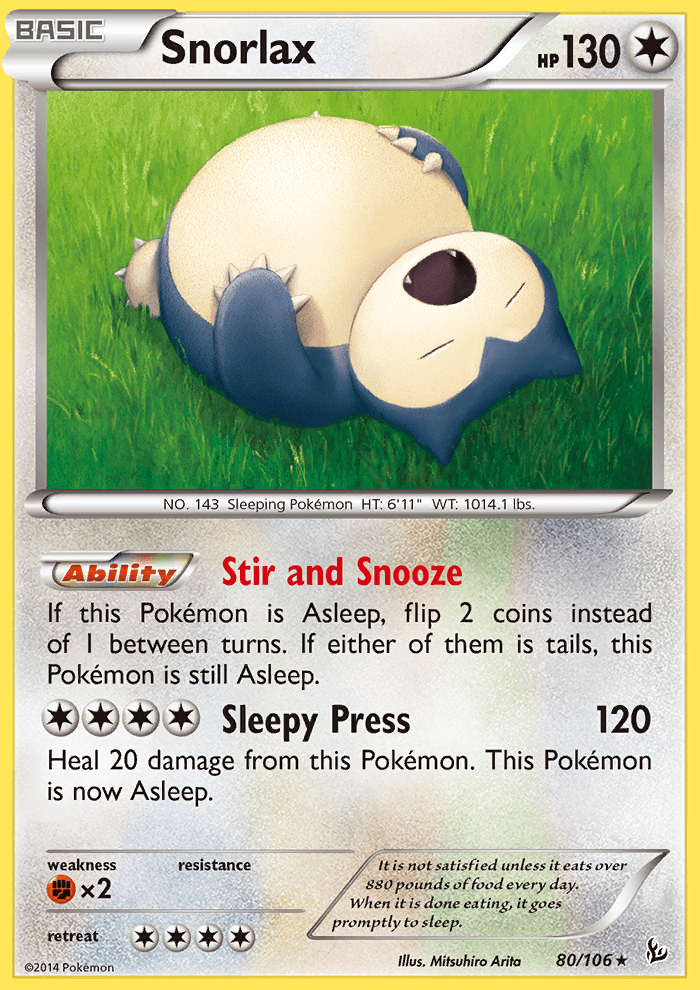 BASIC
Snorlax
HP130
NO. 143 Sleeping Pokémon HT: 6'11" WT: 1014.1 lbs.
Ability Stir and Snooze
If this Pokémon is Asleep, flip 2 coins instead
of 1 between turns. If either of them is tails, this
Pokémon is still Asleep.
Sleepy Press 120
Heal 20 damage from this Pokémon. This Pokémon
is now Asleep.
weakness resistance
×2
retreat
It is not satisfied unless it eats over
880 pounds of food every day.
When it is done eating, it goes
promptly to sleep.
©2014 Pokémon
Illus. Mitsuhiro Arita 80/106 ★